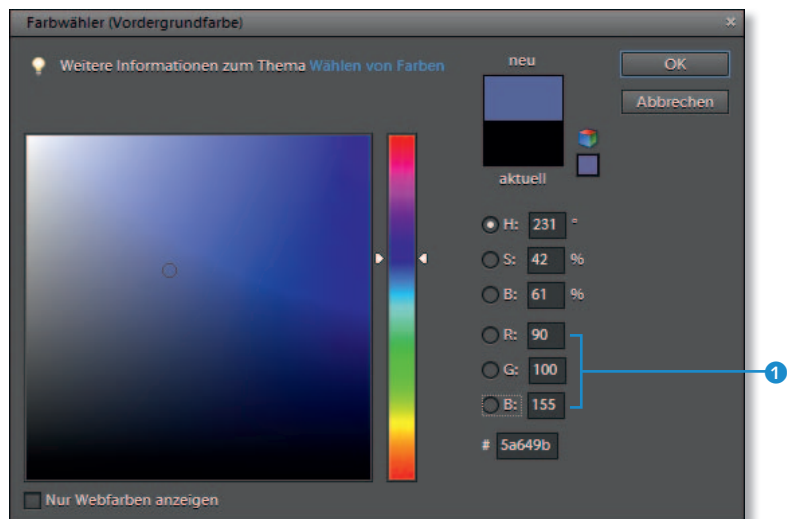 Farbwähler (Vordergrundfarbe) ×
Weitere Informationen zum Thema Wählen von Farben
neu
OK
Abbrechen
aktuell
H: 231 °
S: 42 %
B: 61 %
R: 90
G: 100
1
B: 155
# 5a649b
Nur Webfarben anzeigen